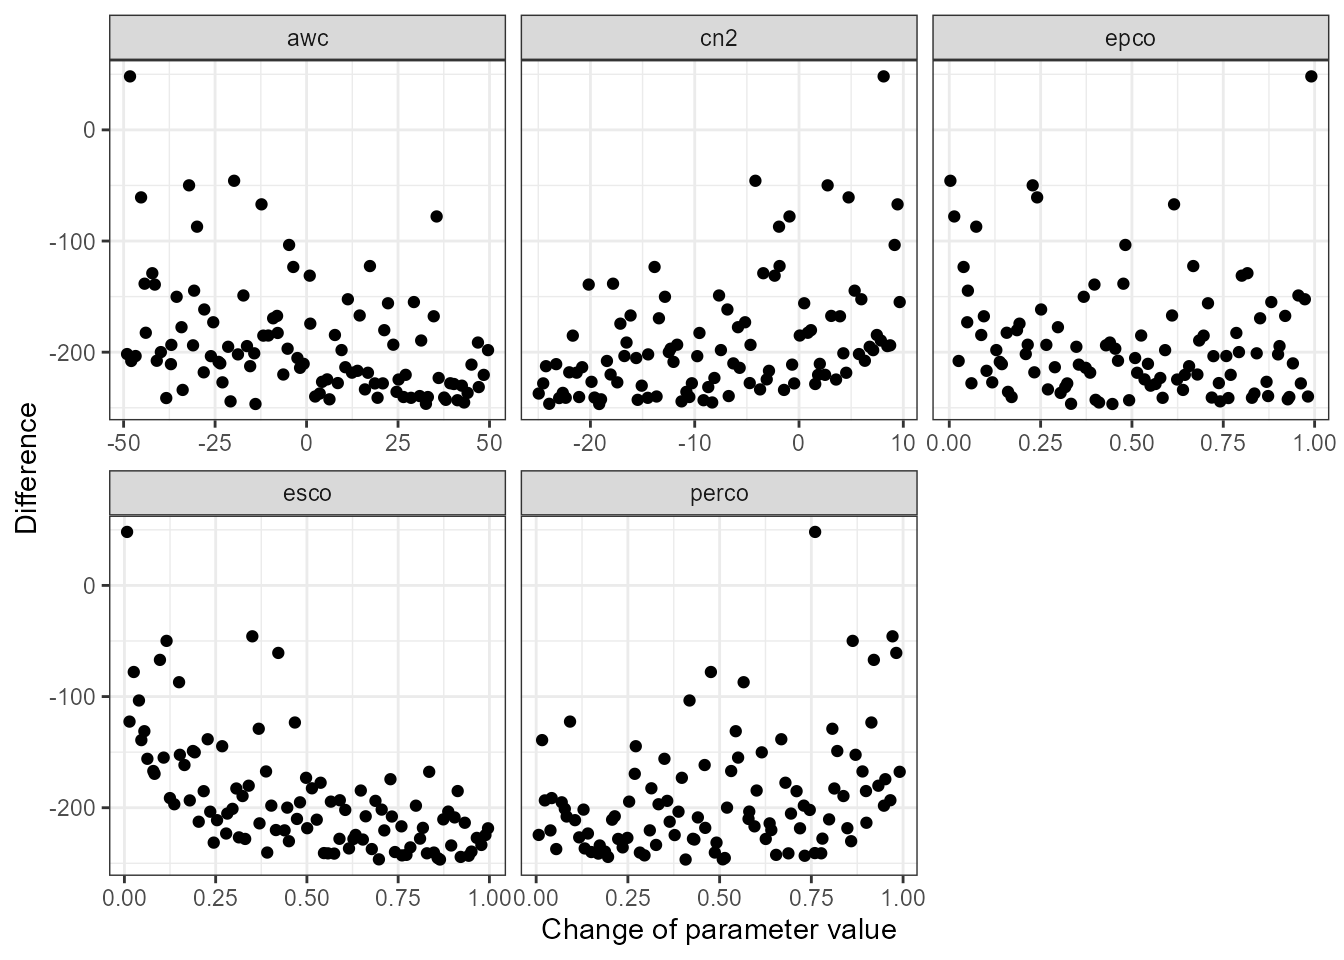 awc cn2 epco
0
-100
-200
-50 -25 0 25 50 -20 -10 0 10 0.00 0.25 0.50 0.75 1.00
Difference
esco perco
0
-100
-200
0.00 0.25 0.50 0.75 1.00 0.00 0.25 0.50 0.75 1.00
Change of parameter value